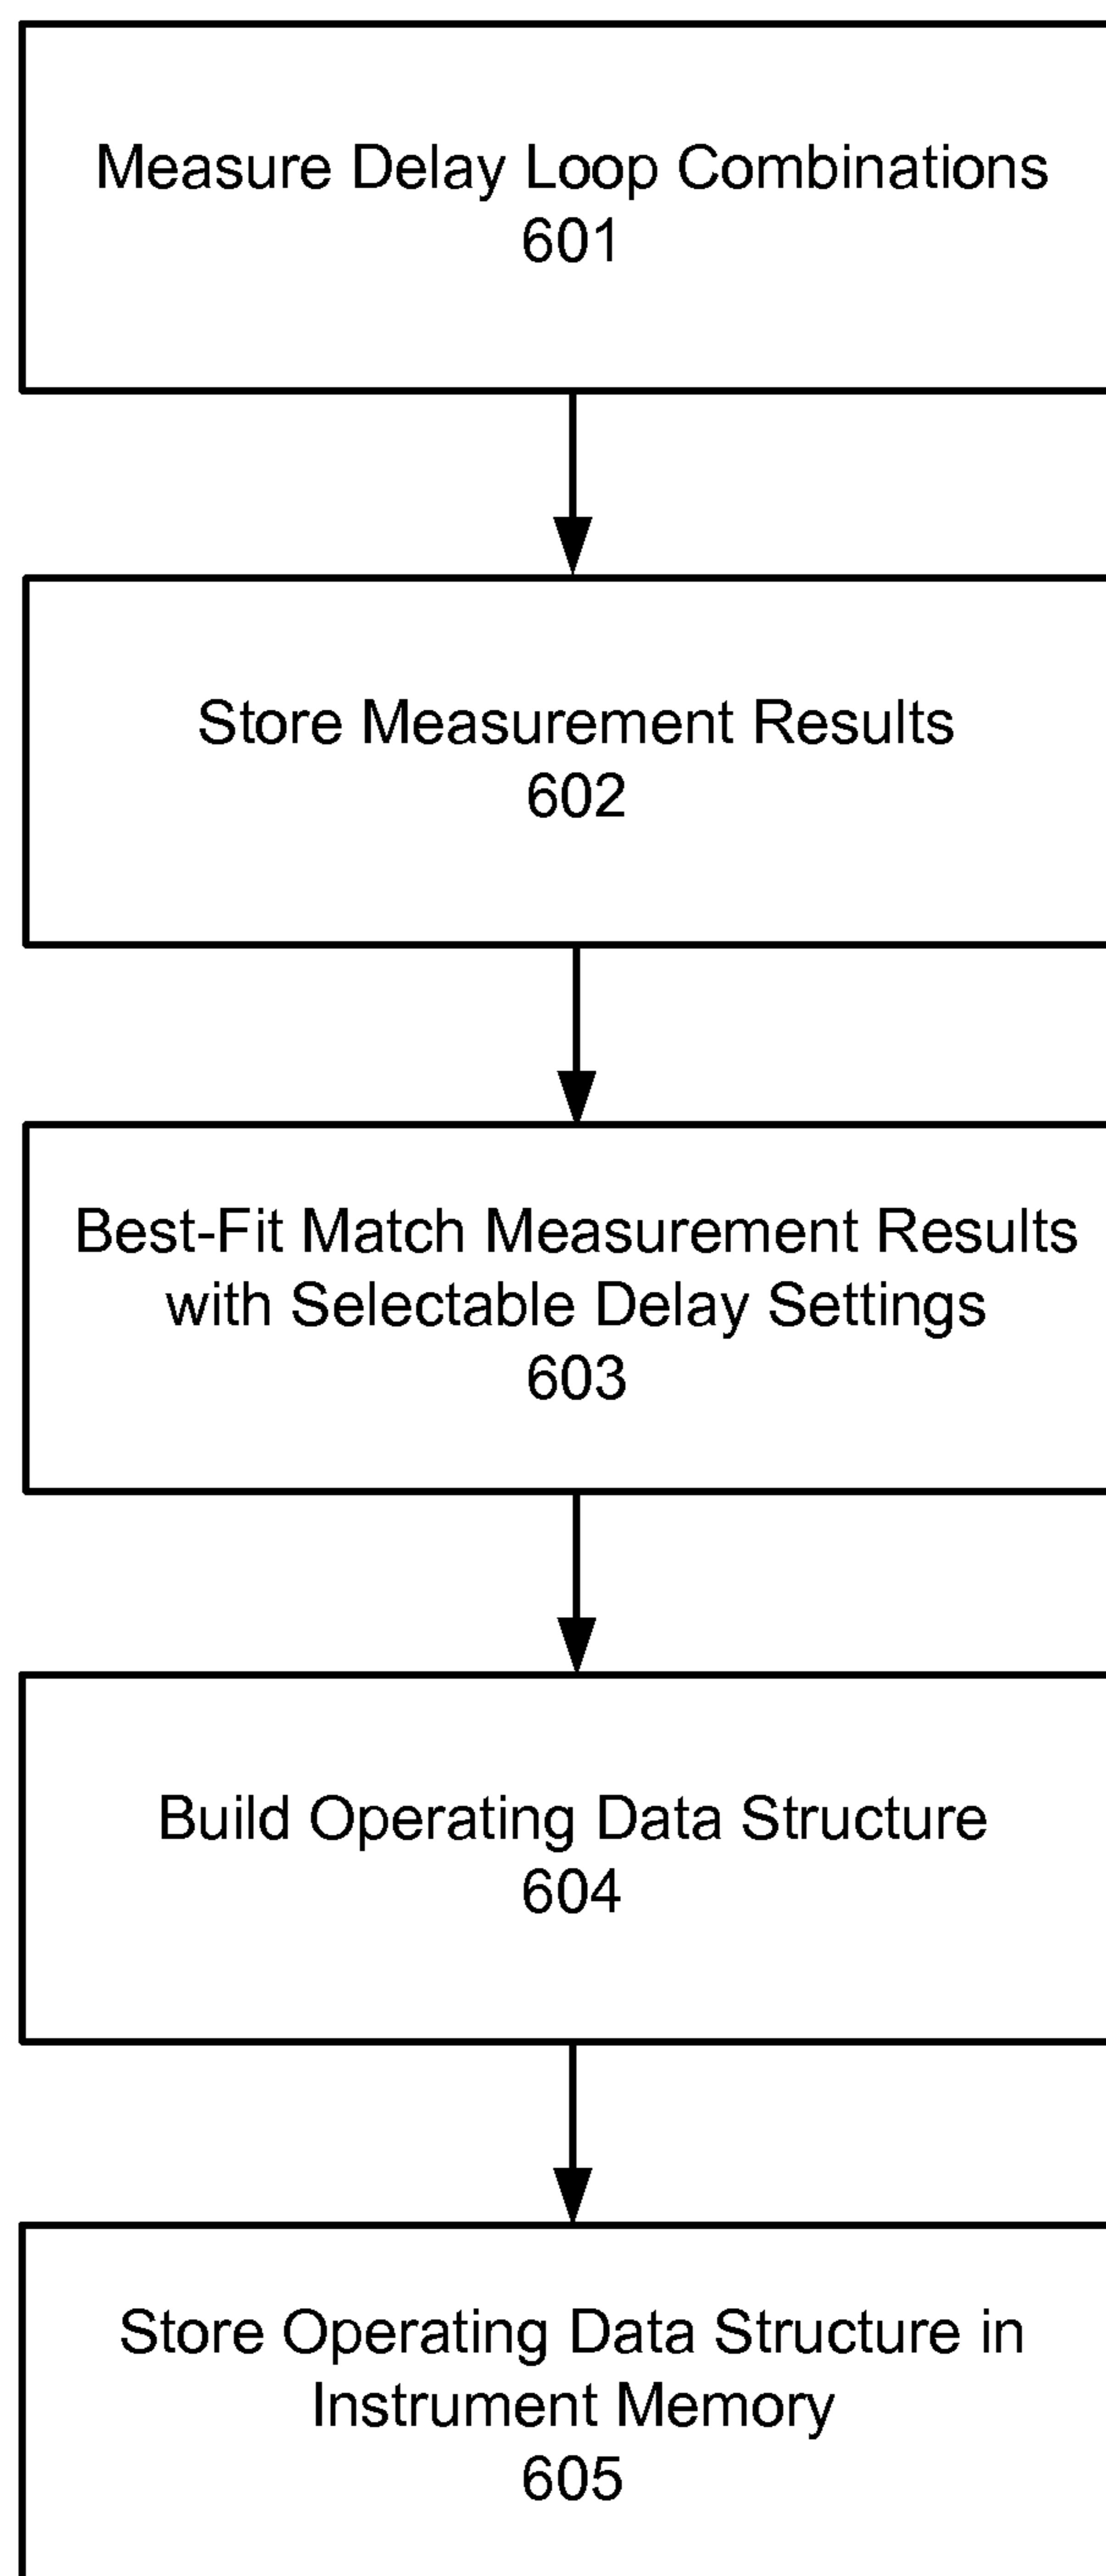 Measure Delay Loop Combinations
601
Store Measurement Results
602
Best-Fit Match Measurement Results
with Selectable Delay Settings
603
Build Operating Data Structure
604
Store Operating Data Structure in
Instrument Memory
605